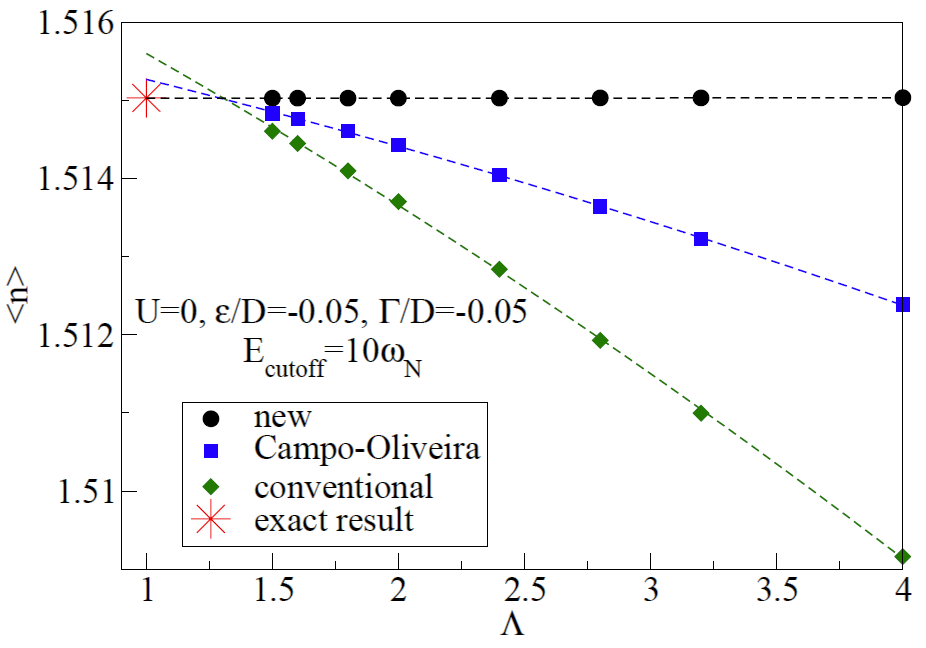 1.516
1.514
1.512
1.51
<n>
U=0, ε/D=-0.05, Γ/D=-0.05
E_cutoff=10ω_N
new
Campo-Oliveira
conventional
exact result
1 1.5 2 2.5 3 3.5 4
Λ